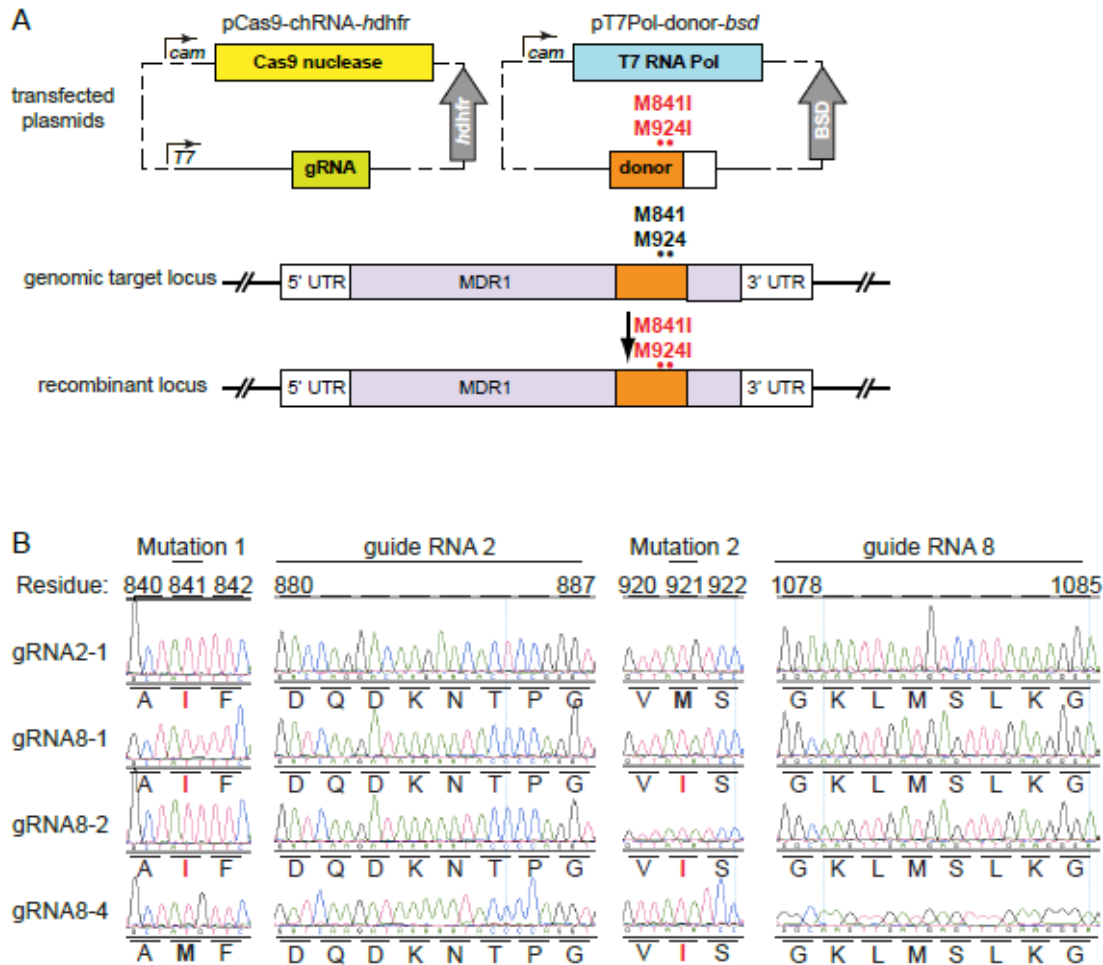 A
pCas9-chRNA-hdhfr
pT7Pol-donor-bsd
cam
Cas9 nuclease
cam
T7 RNA Pol
transfected
plasmids
hdhfr
BSD
M841I
M924I
T7
gRNA
donor
M841
M924
genomic target locus
5' UTR
MDR1
3' UTR
M841I
M924I
recombinant locus
5' UTR
MDR1
3' UTR
B
Mutation 1
guide RNA 2
Mutation 2
guide RNA 8
Residue:
840 841 842
880
887
920 921 922
1078
1085
gRNA2-1
A I F
D Q D K N T P G
V M S
G K L M S L K G
gRNA8-1
A I F
D Q D K N T P G
V I S
G K L M S L K G
gRNA8-2
A I F
D Q D K N T P G
V I S
G K L M S L K G
gRNA8-4
A M F
D Q D K N T P G
V I S
G K L M S L K G